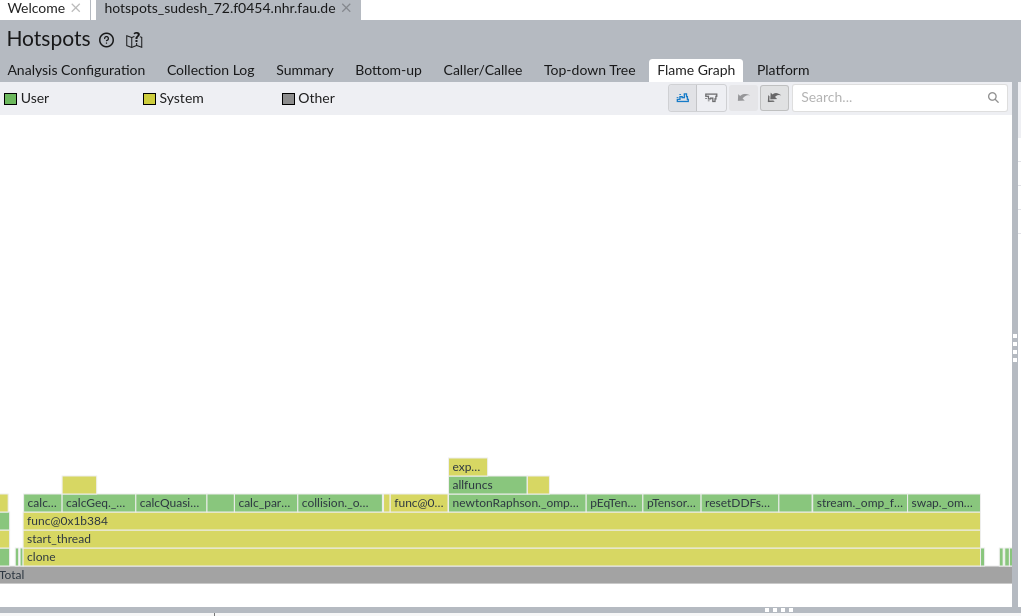 Welcome hotspots_sudesh_72.f0454.nhr.fau.de
Hotspots
Analysis Configuration Collection Log Summary Bottom-up Caller/Callee Top-down Tree Flame Graph Platform
User System Other Search...
exp...
allfuncs
calc... calcGeq._... calcQuasi... calc_par... collision._o... func@0... newtonRaphson._omp... pEqTen... pTensor... resetDDFs... stream._omp_f... swap._om...
func@0x1b384
start_thread
clone
Total